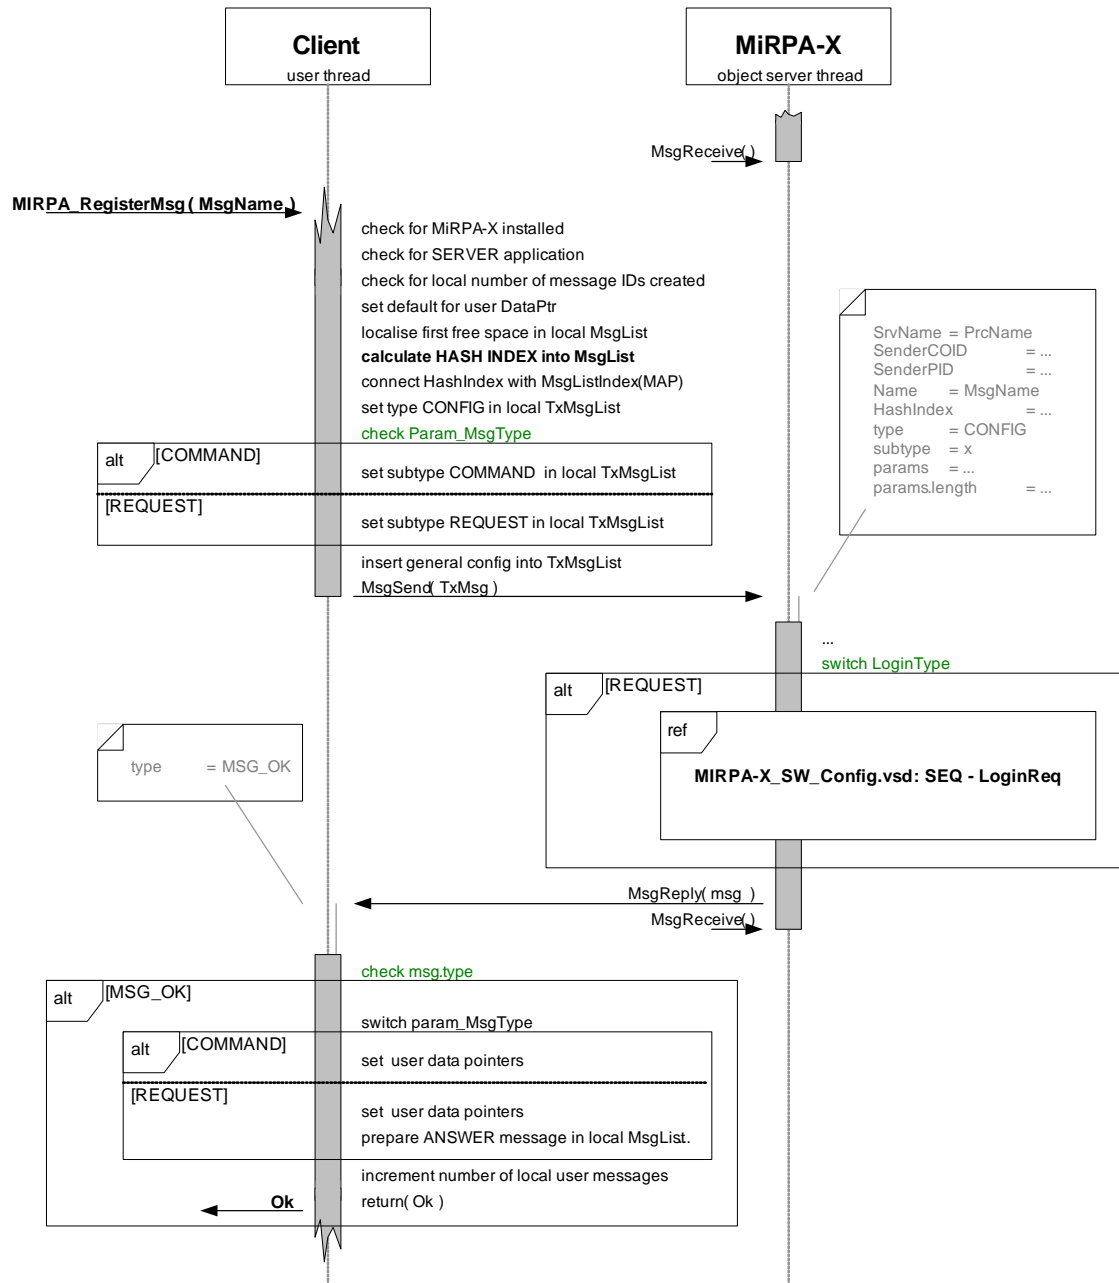 Client
user thread
MiRPA-X
object server thread
MsgReceive( )
MIRPA_RegisterMsg ( MsgName )
check for MiRPA-X installed
check for SERVER application
check for local number of message IDs created
set default for user DataPtr
localise first free space in local MsgList
calculate HASH INDEX into MsgList
connect HashIndex with MsgListIndex(MAP)
set type CONFIG in local TxMsgList
check Param_MsgType
SrvName = PrcName
SenderCOID = ...
SenderPID = ...
Name = MsgName
HashIndex = ...
type = CONFIG
subtype = x
params = ...
params.length = ...
alt [COMMAND]
set subtype COMMAND in local TxMsgList
[REQUEST]
set subtype REQUEST in local TxMsgList
insert general config into TxMsgList
MsgSend( TxMsg )
...
switch LoginType
alt [REQUEST]
ref
MIRPA-X_SW_Config.vsd: SEQ - LoginReq
type = MSG_OK
MsgReply( msg )
MsgReceive( )
check msg.type
alt [MSG_OK]
switch param_MsgType
alt [COMMAND]
set user data pointers
[REQUEST]
set user data pointers
prepare ANSWER message in local MsgList..
increment number of local user messages
Ok return( Ok )